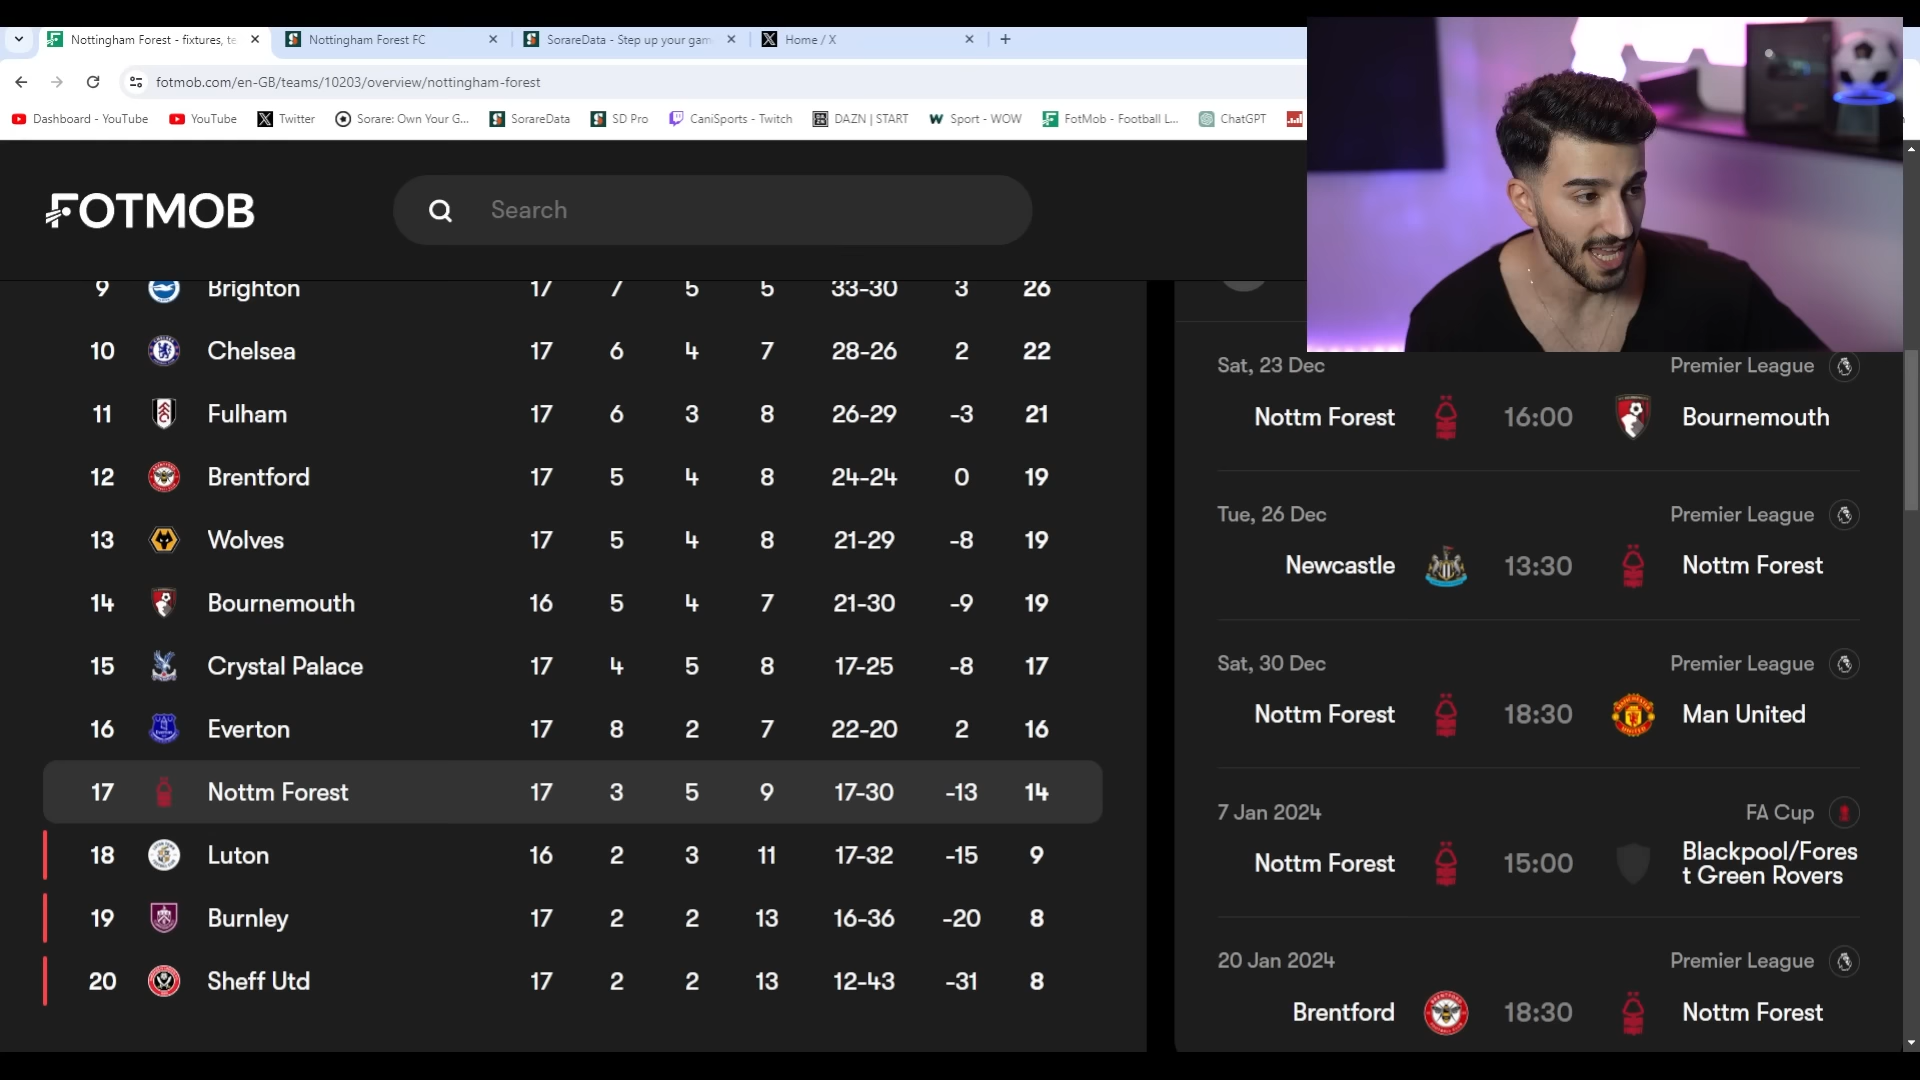 Nottingham Forest - fixtures, te
Nottingham Forest FC
SorareData - Step up your gam
Home / X
fotmob.com/en-GB/teams/10203/overview/nottingham-forest
Dashboard - YouTube
YouTube
Twitter
Sorare: Own Your G...
SorareData
SD Pro
CaniSports - Twitch
DAZN | START
Sport - WOW
FotMob - Football L...
ChatGPT
FOTMOB
Search
9 Brighton 17 7 5 5 33-30 3 26
10 Chelsea 17 6 4 7 28-26 2 22
11 Fulham 17 6 3 8 26-29 -3 21
12 Brentford 17 5 4 8 24-24 0 19
13 Wolves 17 5 4 8 21-29 -8 19
14 Bournemouth 16 5 4 7 21-30 -9 19
15 Crystal Palace 17 4 5 8 17-25 -8 17
16 Everton 17 8 2 7 22-20 2 16
17 Nottm Forest 17 3 5 9 17-30 -13 14
18 Luton 16 2 3 11 17-32 -15 9
19 Burnley 17 2 2 13 16-36 -20 8
20 Sheff Utd 17 2 2 13 12-43 -31 8
Sat, 23 Dec Premier League
Nottm Forest 16:00 Bournemouth
Tue, 26 Dec Premier League
Newcastle 13:30 Nottm Forest
Sat, 30 Dec Premier League
Nottm Forest 18:30 Man United
7 Jan 2024 FA Cup
Nottm Forest 15:00 Blackpool/Fores
t Green Rovers
20 Jan 2024 Premier League
Brentford 18:30 Nottm Forest